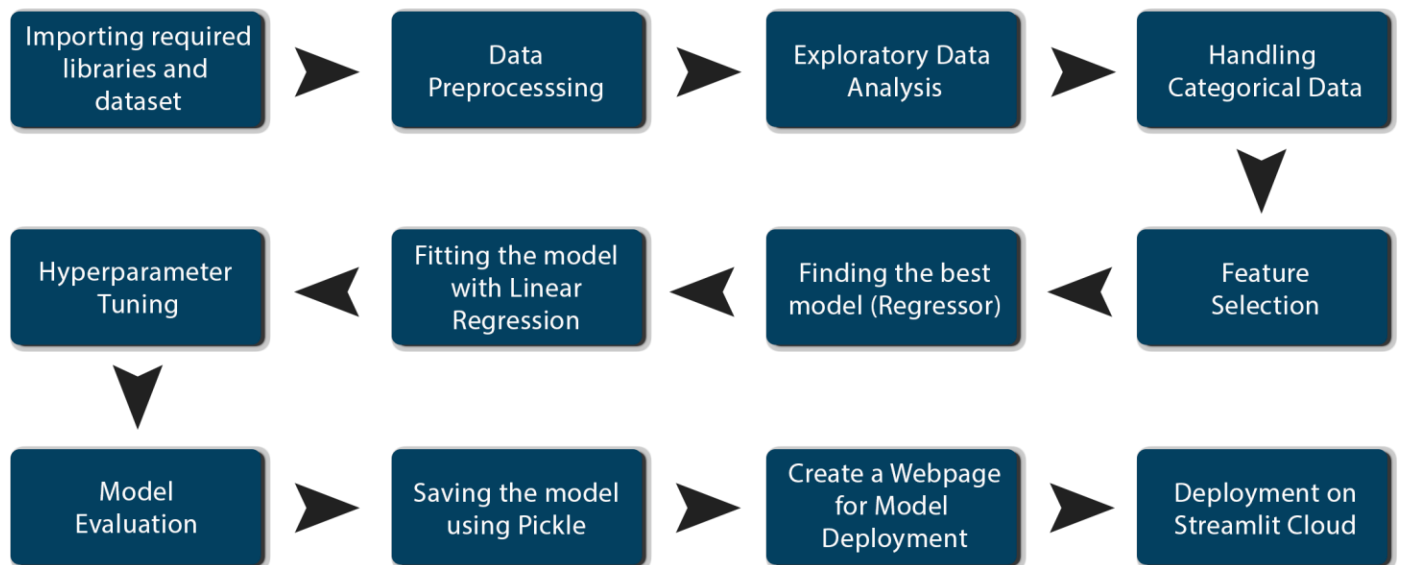 Importing required
libraries and
dataset
Data
Preprocesssing
Exploratory Data
Analysis
Handling
Categorical Data
Feature
Selection
Finding the best
model (Regressor)
Fitting the model
with Linear
Regression
Hyperparameter
Tuning
Model
Evaluation
Saving the model
using Pickle
Create a Webpage
for Model
Deployment
Deployment on
Streamlit Cloud